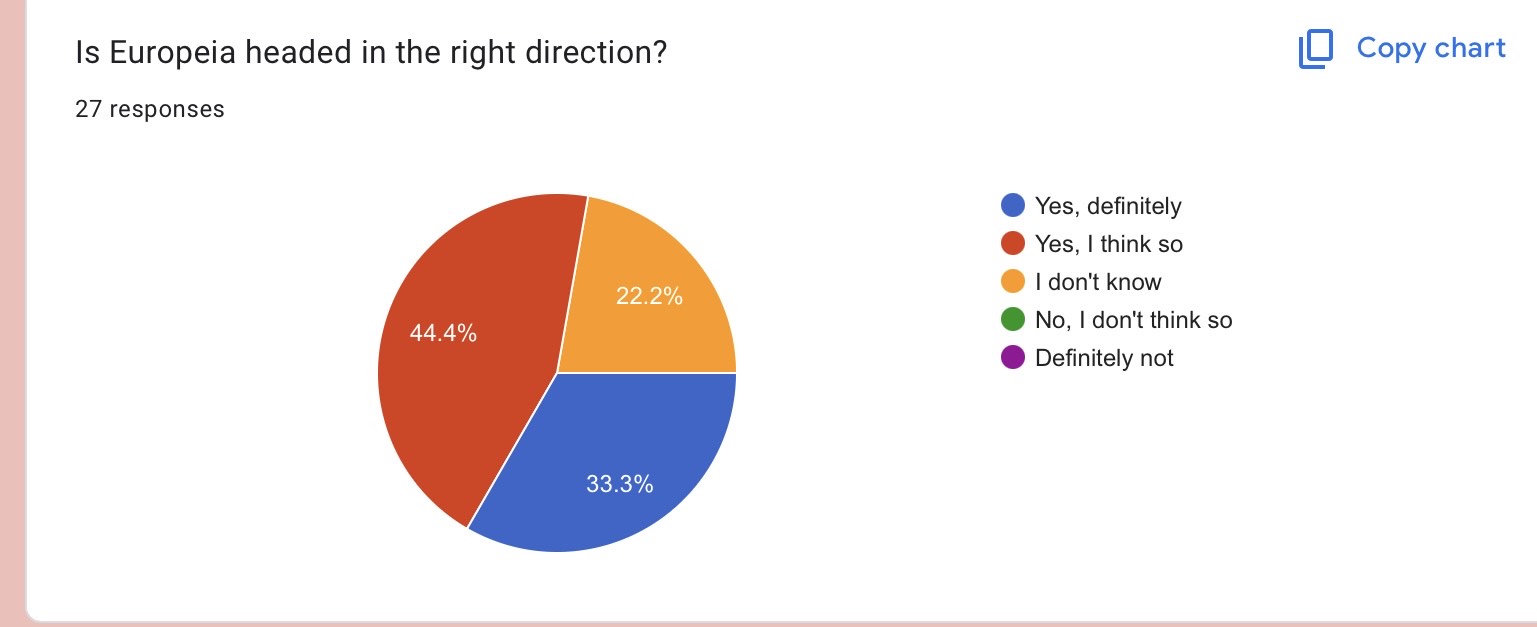 Is Europeia headed in the right direction?
Copy chart
27 responses
Yes, definitely
Yes, I think so
I don't know
No, I don't think so
Definitely not
22.2%
44.4%
33.3%